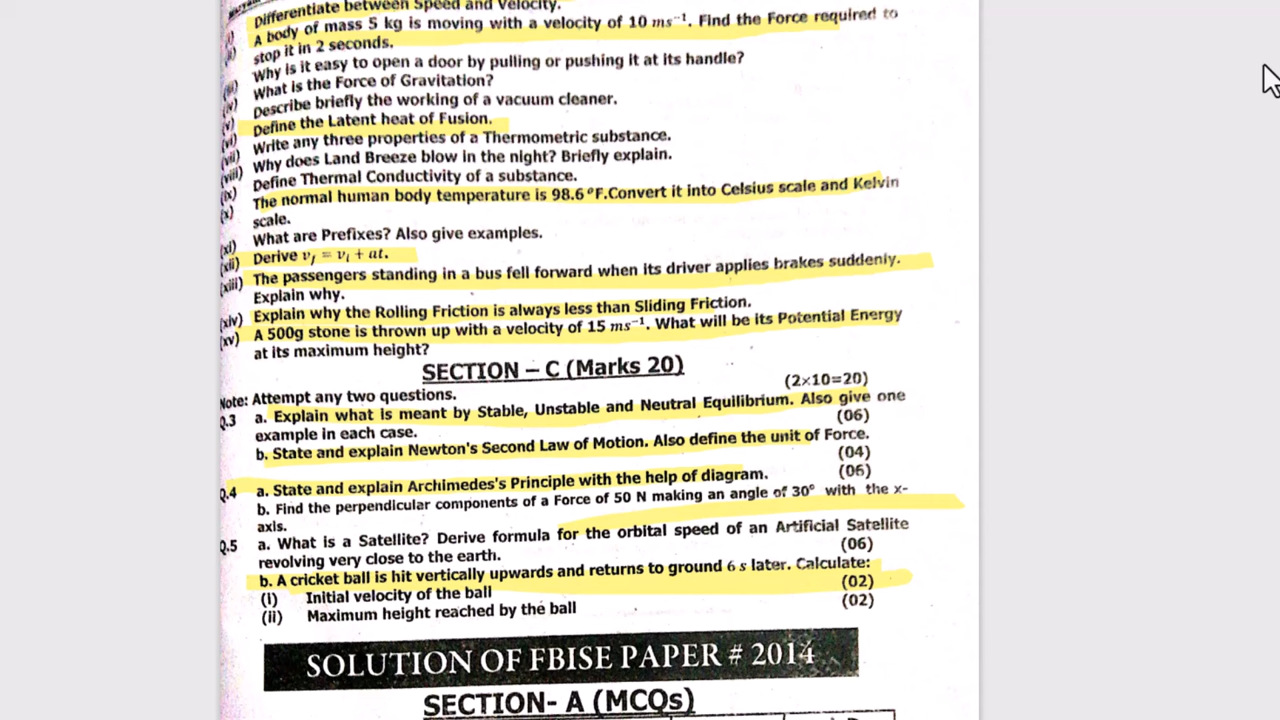 Differentiate between Speed and Velocity.
(ii) A body of mass 5 kg is moving with a velocity of 10 ms⁻¹. Find the Force required to
stop it in 2 seconds.
(iii) Why is it easy to open a door by pulling or pushing it at its handle?
(iv) What is the Force of Gravitation?
(v) Describe briefly the working of a vacuum cleaner.
(vi) Define the Latent heat of Fusion.
(vii) Write any three properties of a Thermometric substance.
(viii) Why does Land Breeze blow in the night? Briefly explain.
(ix) Define Thermal Conductivity of a substance.
(x) The normal human body temperature is 98.6°F.Convert it into Celsius scale and Kelvin
scale.
(xi) What are Prefixes? Also give examples.
(xii) Derive v_f = v_i + at.
(xiii) The passengers standing in a bus fell forward when its driver applies brakes suddenly.
Explain why.
(xiv) Explain why the Rolling Friction is always less than Sliding Friction.
(xv) A 500g stone is thrown up with a velocity of 15 ms⁻¹. What will be its Potential Energy
at its maximum height?
SECTION – C (Marks 20)
Note: Attempt any two questions. (2×10=20)
Q.3 a. Explain what is meant by Stable, Unstable and Neutral Equilibrium. Also give one
example in each case. (06)
b. State and explain Newton's Second Law of Motion. Also define the unit of Force.
(04)
Q.4 a. State and explain Archimedes's Principle with the help of diagram. (06)
b. Find the perpendicular components of a Force of 50 N making an angle of 30° with the x-
axis.
Q.5 a. What is a Satellite? Derive formula for the orbital speed of an Artificial Satellite
revolving very close to the earth. (06)
b. A cricket ball is hit vertically upwards and returns to ground 6 s later. Calculate:
(i) Initial velocity of the ball (02)
(ii) Maximum height reached by the ball (02)
SOLUTION OF FBISE PAPER # 2014
SECTION- A (MCQs)